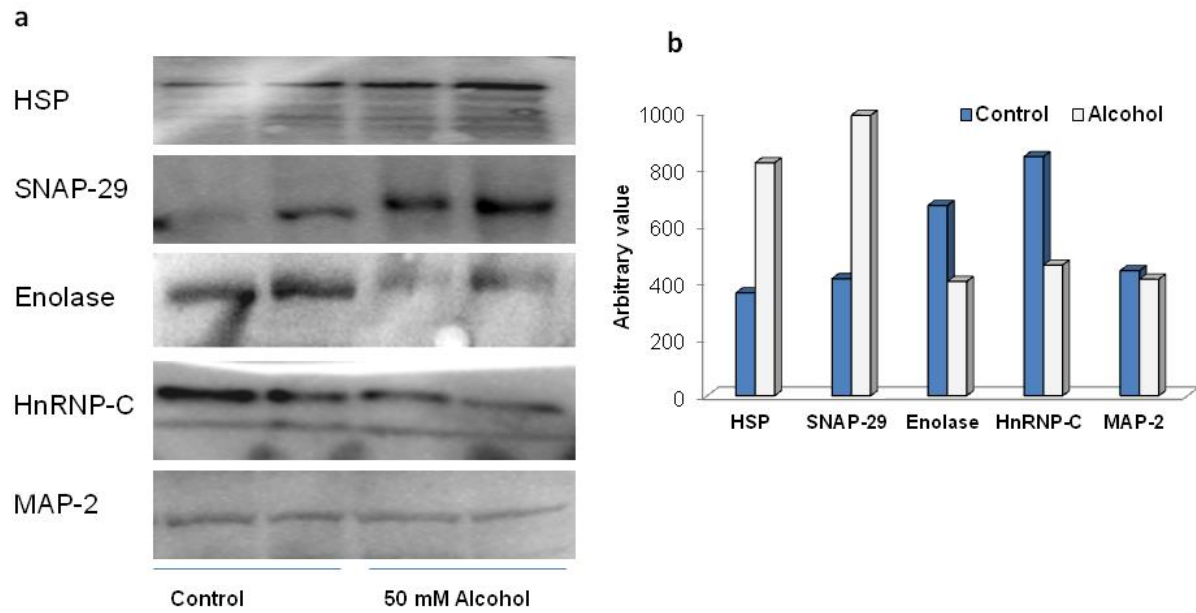 a
HSP
SNAP-29
Enolase
HnRNP-C
MAP-2
Control 50 mM Alcohol
b
Control Alcohol
Arbitrary value
1000
800
600
400
200
0
HSP SNAP-29 Enolase HnRNP-C MAP-2